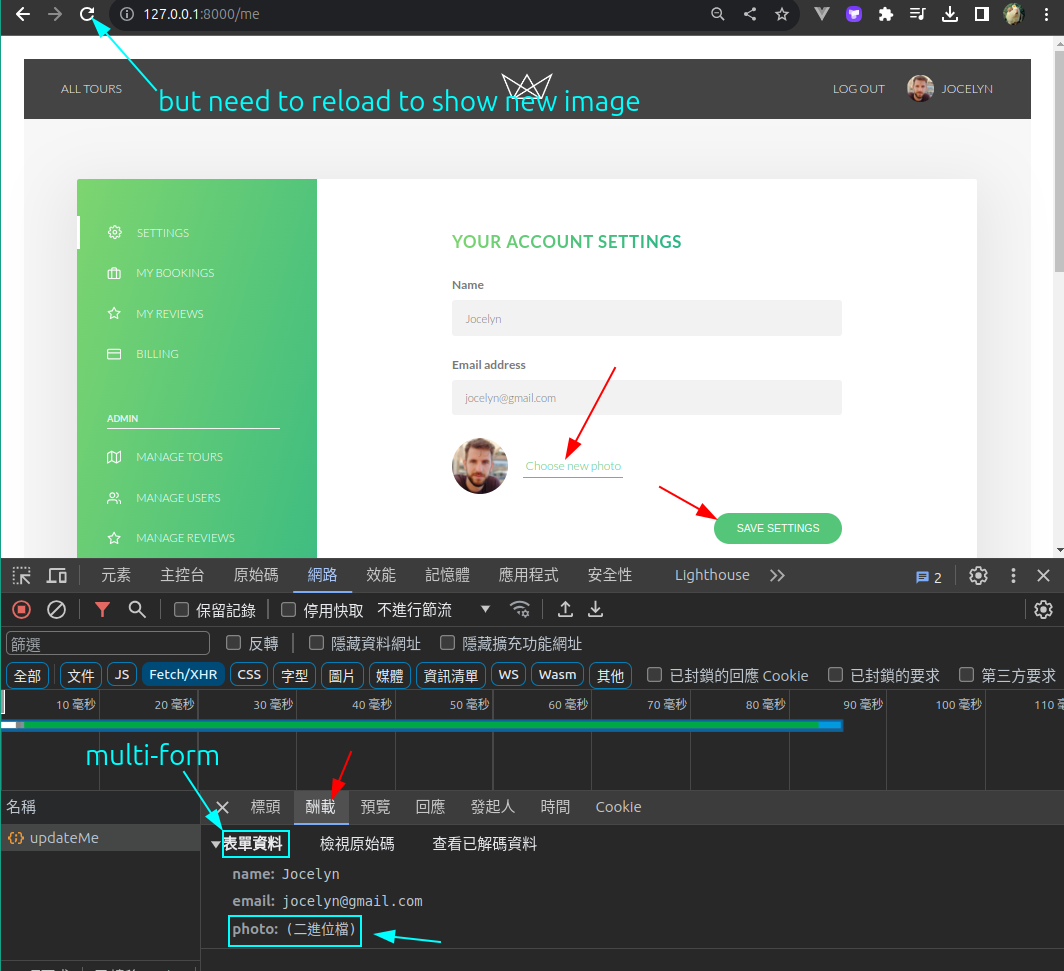 127.0.0.1:8000/me
ALL TOURS
LOG OUT
JOCELYN
but need to reload to show new image
SETTINGS
MY BOOKINGS
MY REVIEWS
BILLING
ADMIN
MANAGE TOURS
MANAGE USERS
MANAGE REVIEWS
YOUR ACCOUNT SETTINGS
Name
Jocelyn
Email address
jocelyn@gmail.com
Choose new photo
SAVE SETTINGS
元素 主控台 原始碼 網路 效能 記憶體 應用程式 安全性 Lighthouse 2
保留記錄 停用快取 不進行節流
篩選 反轉 隱藏資料網址 隱藏擴充功能網址
全部 文件 JS Fetch/XHR CSS 字型 圖片 媒體 資訊清單 WS Wasm 其他 已封鎖的回應 Cookie 已封鎖的要求 第三方要求
10 毫秒 20 毫秒 30 毫秒 40 毫秒 50 毫秒 60 毫秒 70 毫秒 80 毫秒 90 毫秒 100 毫秒 110
multi-form
名稱 標頭 酬載 預覽 回應 發起人 時間 Cookie
updateMe
表單資料 檢視原始碼 查看已解碼資料
name: Jocelyn
email: jocelyn@gmail.com
photo: (二進位檔)